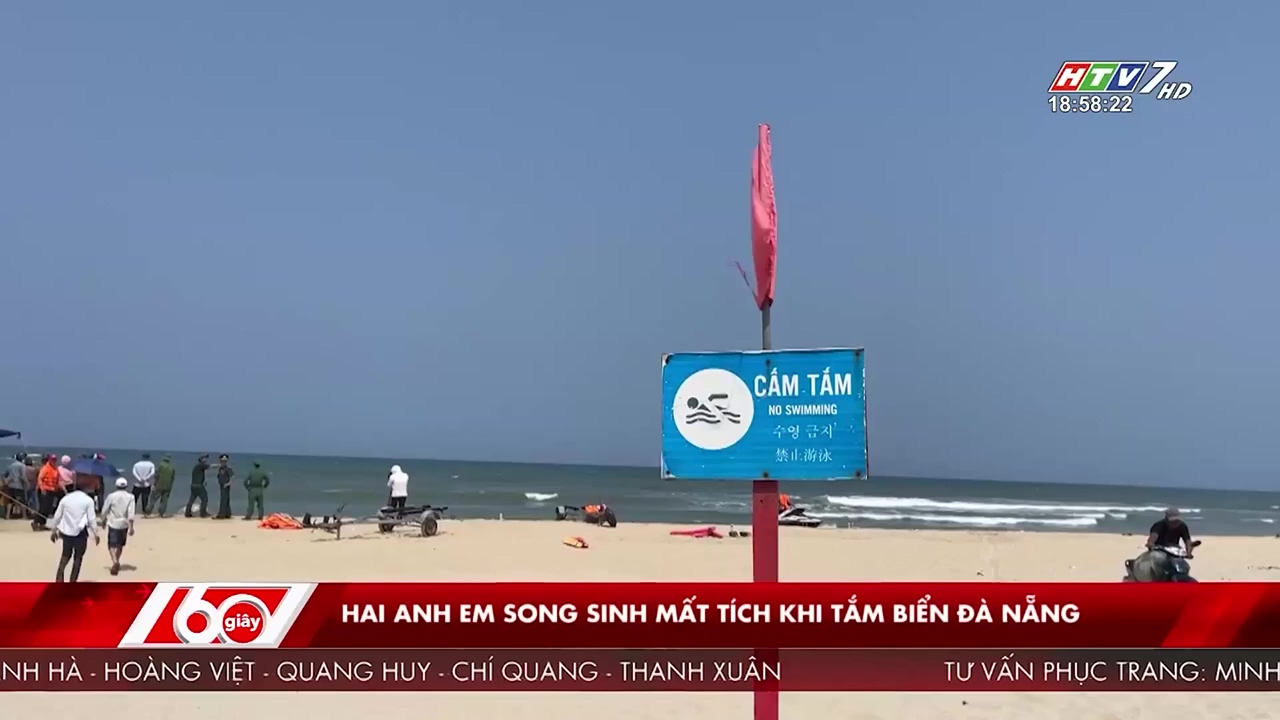 HTV7 HD
18:58:22
CẤM TẮM
NO SWIMMING
수영 금지
禁止游泳
60 giây
HAI ANH EM SONG SINH MẤT TÍCH KHI TẮM BIỂN ĐÀ NẴNG
NH HÀ - HOÀNG VIỆT - QUANG HUY - CHÍ QUANG - THANH XUÂN TƯ VẤN PHỤC TRANG: MINH